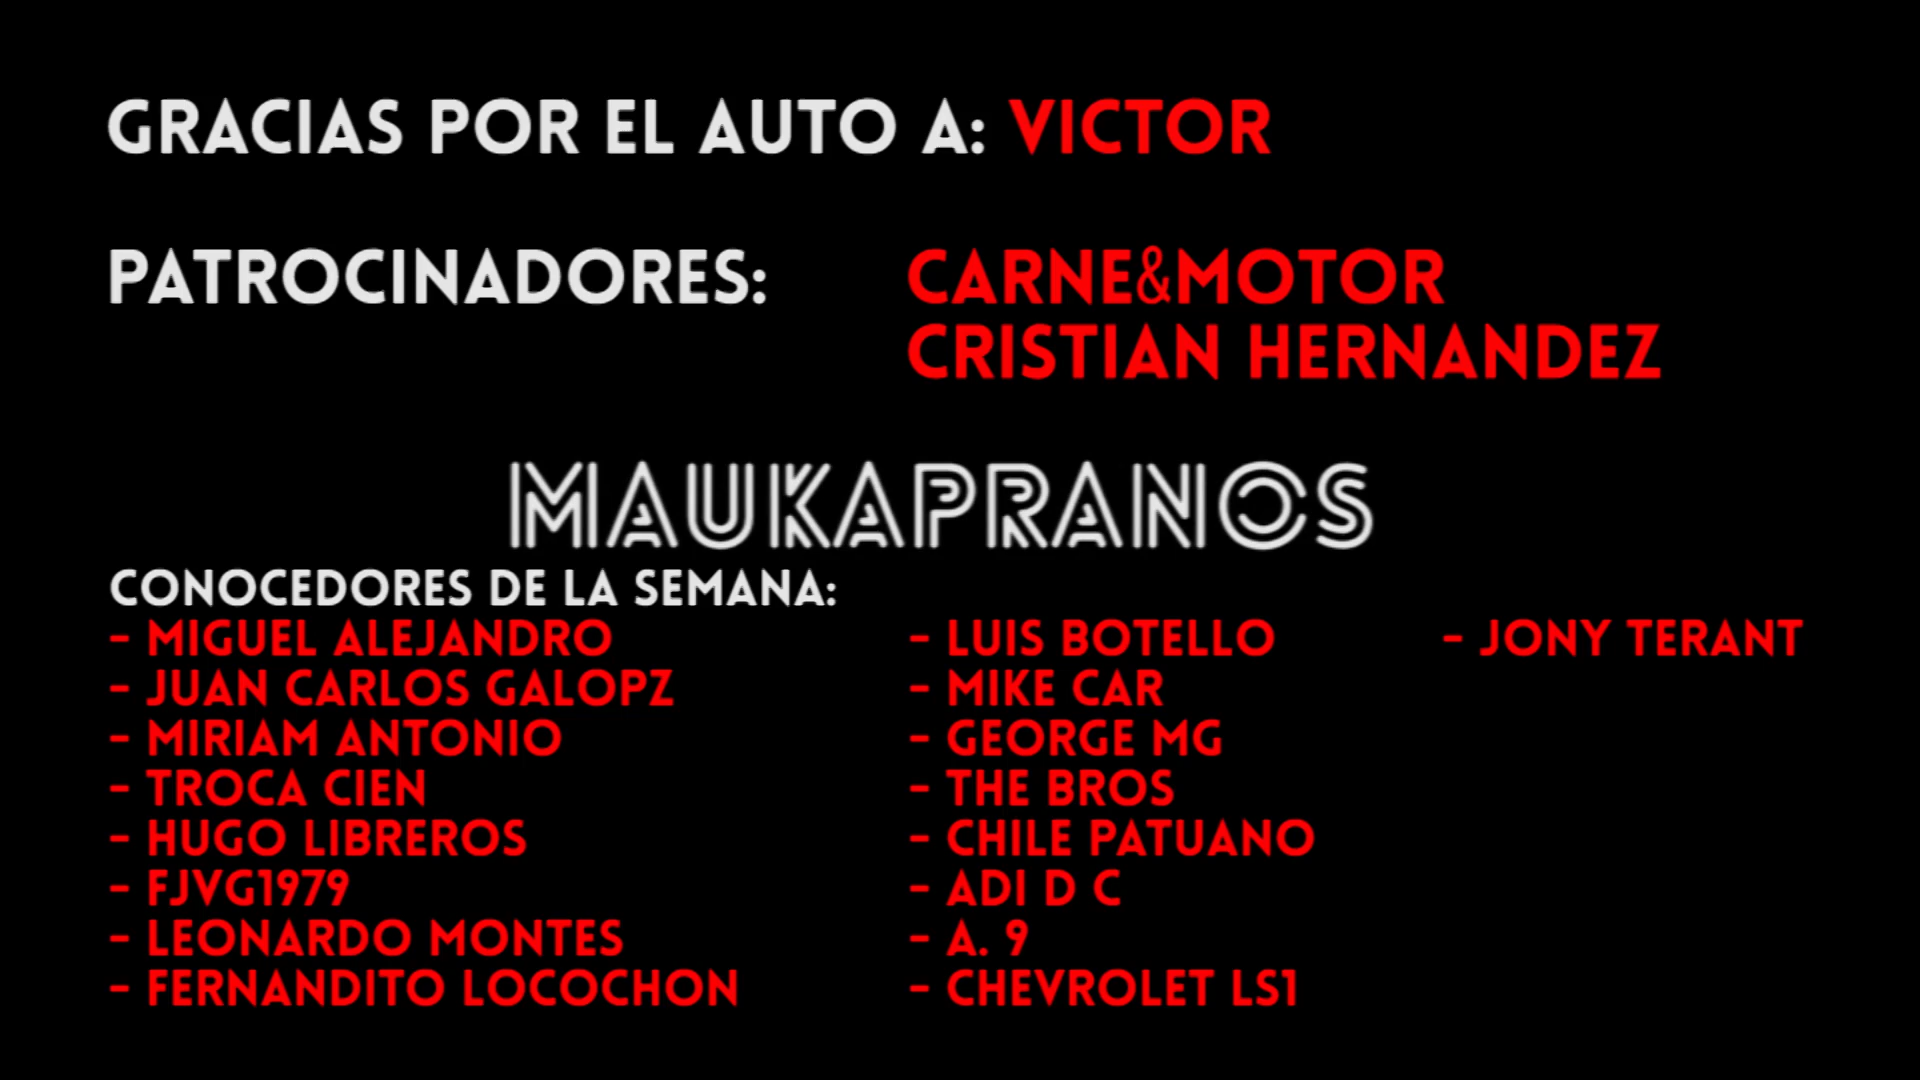 GRACIAS POR EL AUTO A: VICTOR
PATROCINADORES: CARNE&MOTOR
CRISTIAN HERNANDEZ
MAUKAPRANOS
CONOCEDORES DE LA SEMANA:
- MIGUEL ALEJANDRO
- JUAN CARLOS GALOPZ
- MIRIAM ANTONIO
- TROCA CIEN
- HUGO LIBREROS
- FJVG1979
- LEONARDO MONTES
- FERNANDITO LOCOCHON
- LUIS BOTELLO
- MIKE CAR
- GEORGE MG
- THE BROS
- CHILE PATUANO
- ADI D C
- A. 9
- CHEVROLET LS1
- JONY TERANT